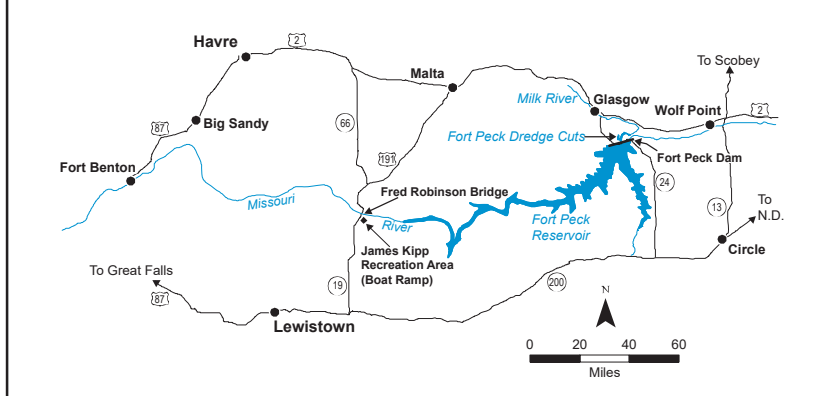 Havre
2
Malta
To Scobey
Milk River
Glasgow
Wolf Point
2
87
Big Sandy
66
Fort Peck Dredge Cuts
Fort Peck Dam
191
Fort Benton
24
Fred Robinson Bridge
Missouri
River
Fort Peck
Reservoir
13
To
N.D.
Circle
James Kipp
Recreation Area
(Boat Ramp)
To Great Falls
87
19
200
Lewistown
N
0 20 40 60
Miles